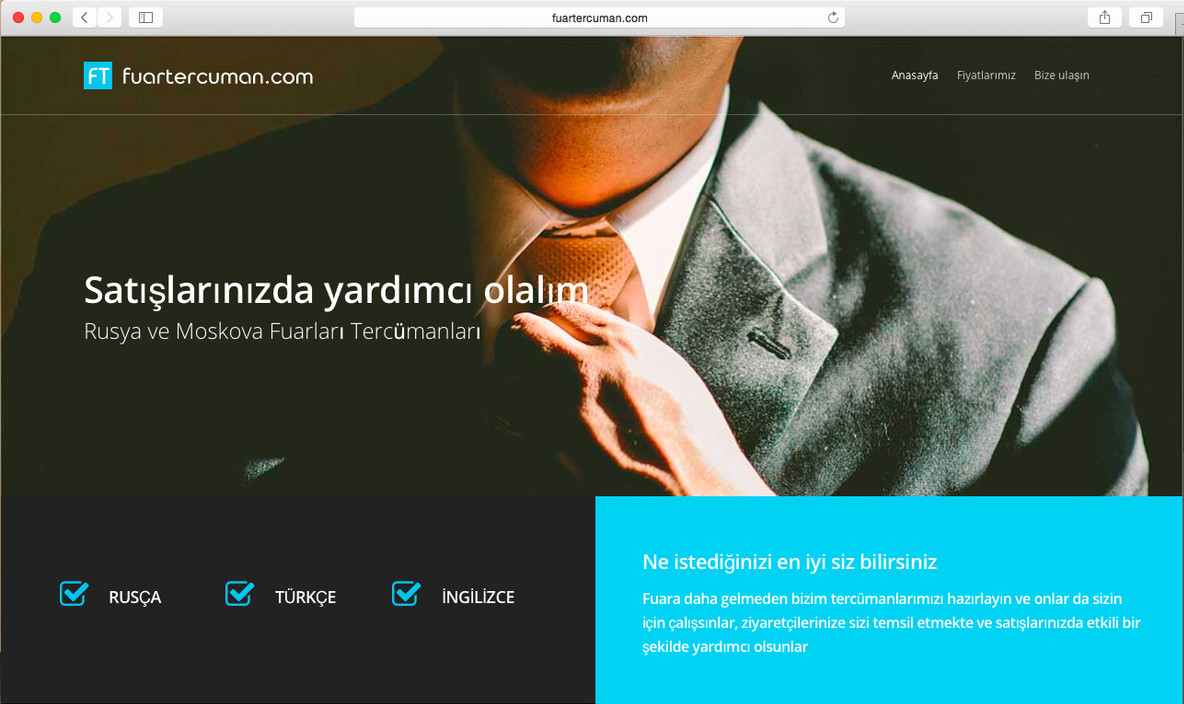 fuartercuman.com
FT fuartercuman.com
Anasayfa Fiyatlarımız Bize ulaşın
Satışlarınızda yardımcı olalım
Rusya ve Moskova Fuarları Tercümanları
RUSÇA TÜRKÇE İNGİLİZCE
Ne istediğinizi en iyi siz bilirsiniz
Fuara daha gelmeden bizim tercümanlarımızı hazırlayın ve onlar da sizin
için çalışsınlar, ziyaretçilerinize sizi temsil etmekte ve satışlarınızda etkili bir
şekilde yardımcı olsunlar